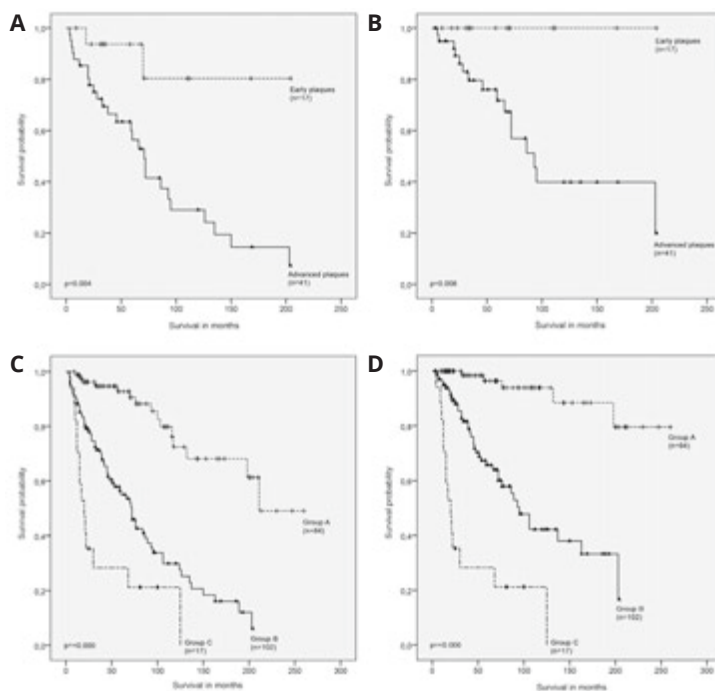 A
Survival probability
1,0
0,8
0,6
0,4
0,2
0,0
Early plaques
(n=17)
Advanced plaques
(n=41)
p=0.004
0
50
100
150
200
250
Survival in months
B
Survival probability
1,0
0,8
0,6
0,4
0,2
0,0
Early plaques
(n=17)
Advanced plaques
(n=41)
0
50
100
150
200
250
Survival in months
C
Survival probability
1,0
0,8
0,6
0,4
0,2
0,0
Group A
(n=84)
Group B
(n=102)
Group C
(n=17)
0
50
100
150
200
250
300
Survival in months
D
Survival probability
1,0
0,8
0,6
0,4
0,2
0,0
Group A
(n=84)
Group B
(n=102)
Group C
(n=17)
0
50
100
150
200
250
300
Survival in months